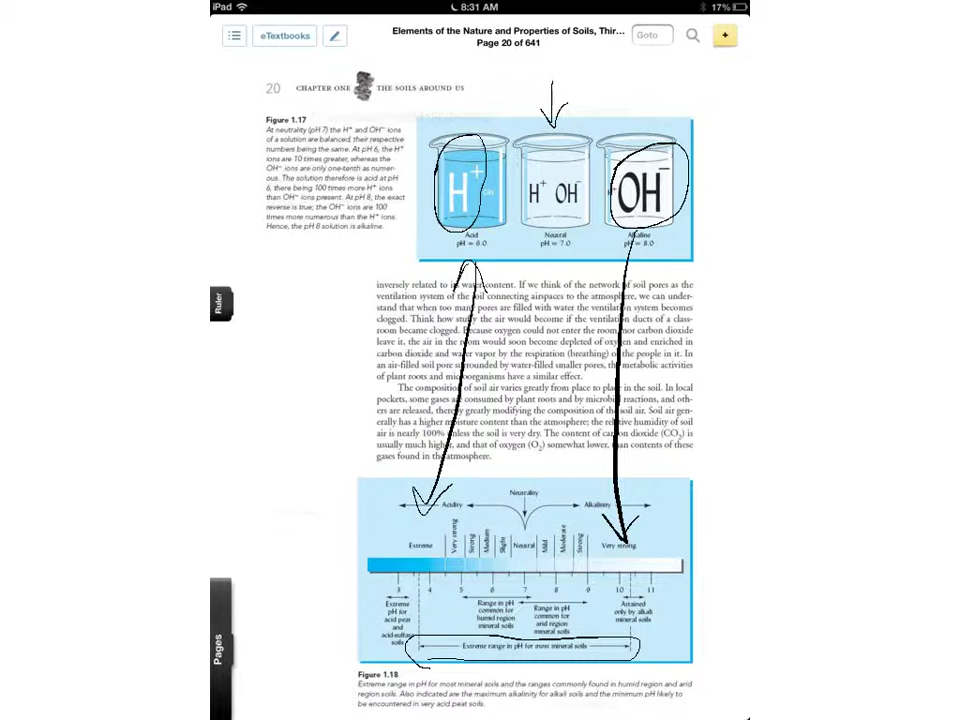 iPad 8:31 AM 17%
eTextbooks Elements of the Nature and Properties of Soils, Thir... Goto +
Page 20 of 641
20 CHAPTER ONE THE SOILS AROUND US
Figure 1.17
At neutrality (pH 7) the H⁺ and OH⁻ ions
of a solution are balanced, their respective
numbers being the same. At pH 6, the H⁺
ions are 10 times greater, whereas the
OH⁻ ions are only one-tenth as numer-
ous. The solution therefore is acid at pH
6, there being 100 times more H⁺ ions
than OH⁻ ions present. At pH 8, the exact
reverse is true; the OH⁻ ions are 100
times more numerous than the H⁺ ions.
Hence, the pH 8 solution is alkaline.
H⁺ OH H⁺ OH⁻ H⁺ OH⁻
Acid Neutral Alkaline
pH = 6.0 pH = 7.0 pH = 8.0
Ruler
inversely related to its water content. If we think of the network of soil pores as the
ventilation system of the soil connecting airspaces to the atmosphere, we can under-
stand that when too many pores are filled with water the ventilation system becomes
clogged. Think how stuffy the air would become if the ventilation ducts of a class-
room became clogged. Because oxygen could not enter the room, nor carbon dioxide
leave it, the air in the room would soon become depleted of oxygen and enriched in
carbon dioxide and water vapor by the respiration (breathing) of the people in it. In
an air-filled soil pore surrounded by water-filled smaller pores, the metabolic activities
of plant roots and microorganisms have a similar effect.
The composition of soil air varies greatly from place to place in the soil. In local
pockets, some gases are consumed by plant roots and by microbial reactions, and oth-
ers are released, thereby greatly modifying the composition of the soil air. Soil air gen-
erally has a higher moisture content than the atmosphere; the relative humidity of soil
air is nearly 100% unless the soil is very dry. The content of carbon dioxide (CO₂) is
usually much higher, and that of oxygen (O₂) somewhat lower, than contents of these
gases found in the atmosphere.
Neutrality
Acidity Alkalinity
Extreme Very strong Strong Medium Slight Neutral Mild Moderate Strong Very strong
3 4 5 6 7 8 9 10 11
Extreme
pH for
acid peat
and
acid-sulfate
soils
Range in pH
common for
humid region
mineral soils
Range in pH
common for
arid region
mineral soils
Attained
only by alkali
mineral soils
Extreme range in pH for most mineral soils
Pages
Figure 1.18
Extreme range in pH for most mineral soils and the ranges commonly found in humid region and arid
region soils. Also indicated are the maximum alkalinity for alkali soils and the minimum pH likely to
be encountered in very acid peat soils.